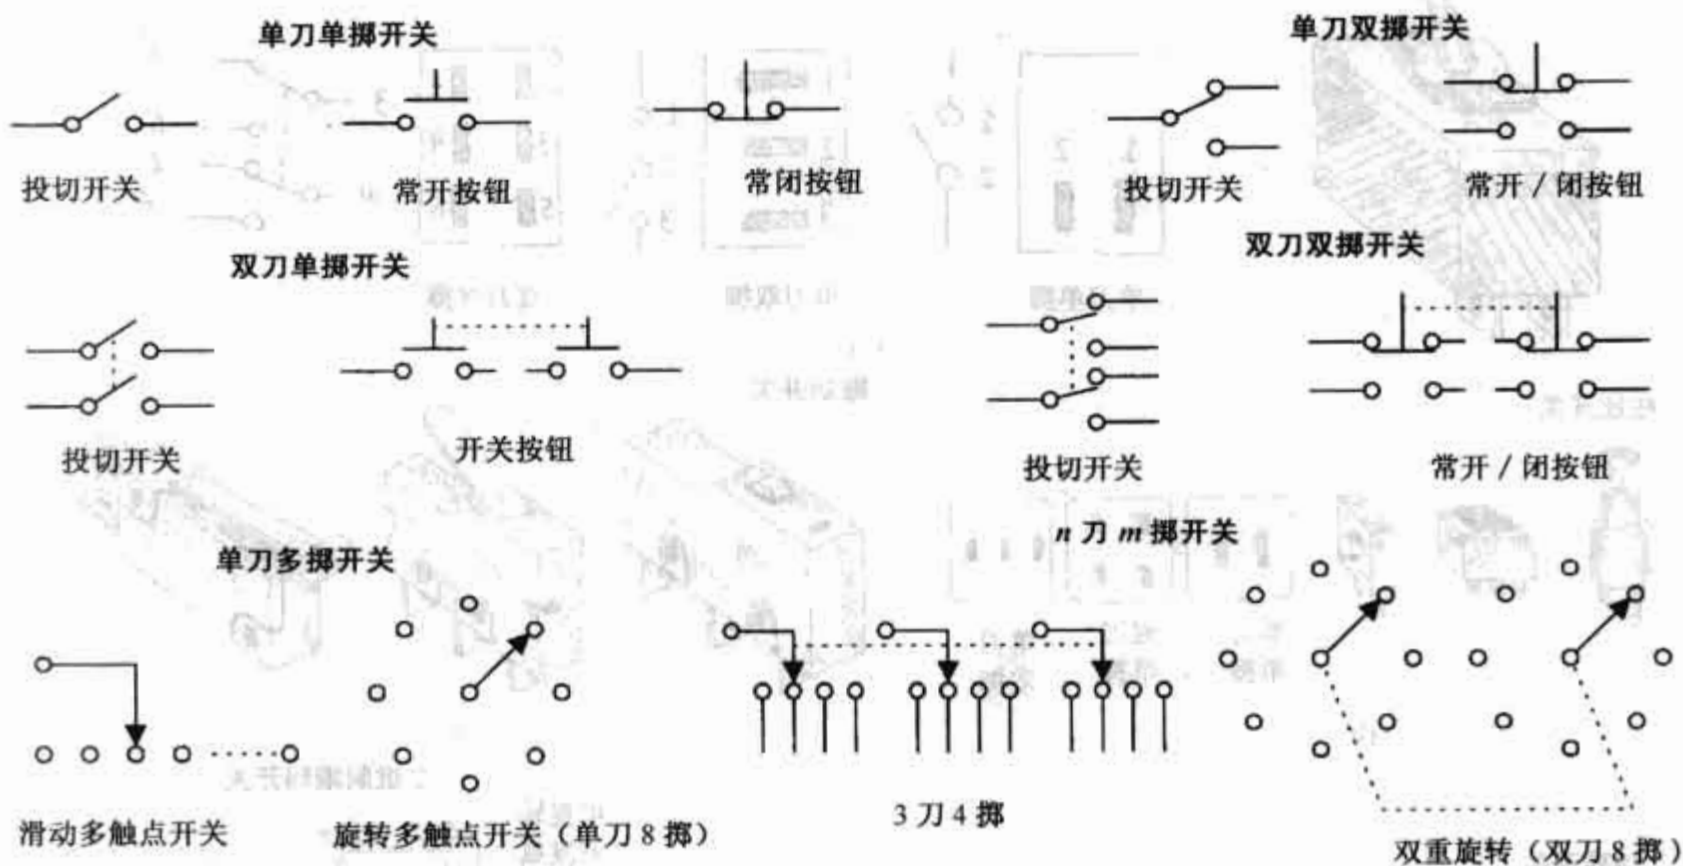 单刀单掷开关
单刀双掷开关
投切开关
常开按钮
常闭按钮
投切开关
常开 / 闭按钮
双刀单掷开关
双刀双掷开关
投切开关
开关按钮
投切开关
常开 / 闭按钮
单刀多掷开关
n 刀 m 掷开关
滑动多触点开关
旋转多触点开关（单刀 8 掷）
3 刀 4 掷
双重旋转（双刀 8 掷）